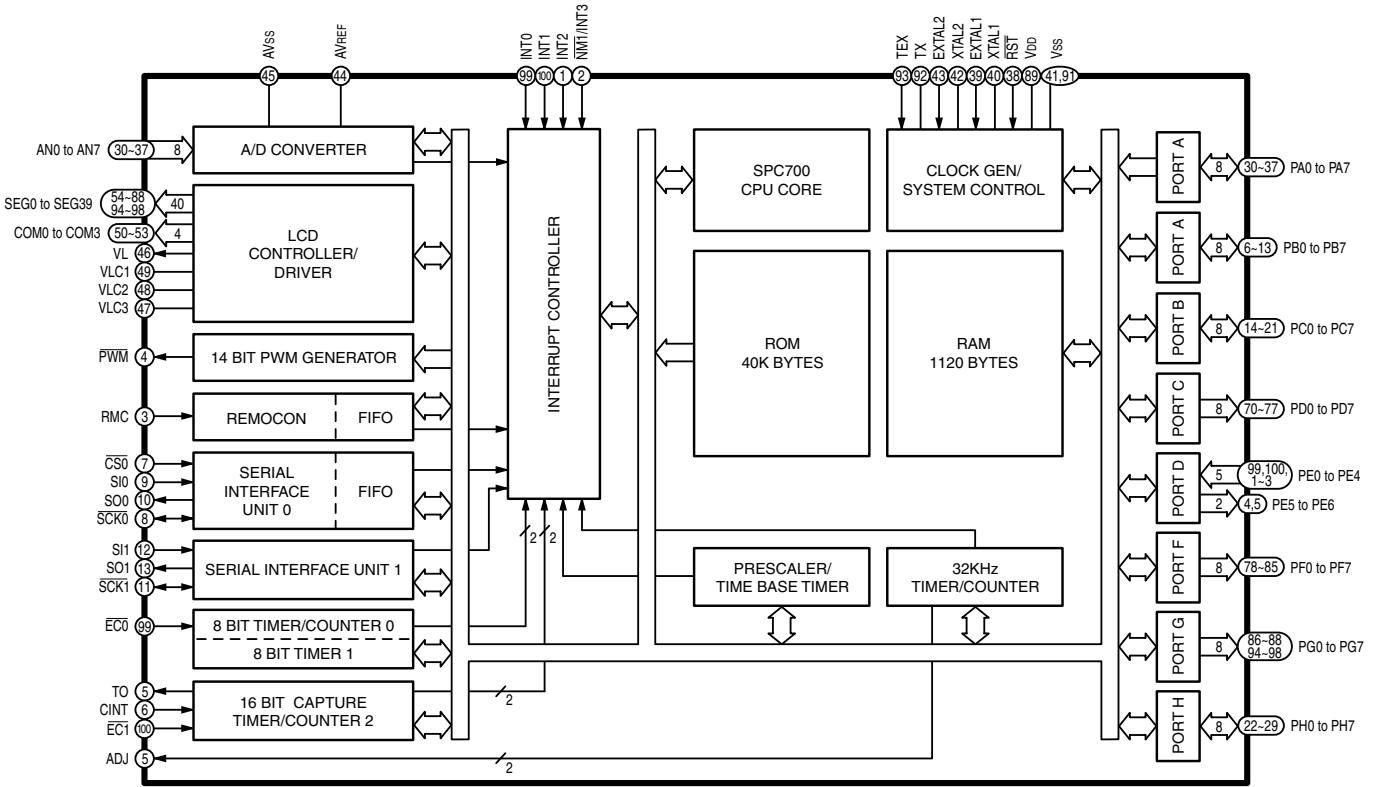 AVSS
AVREF
INT0
INT1
INT2
NM1/INT3
TEX
TX
EXTAL2
XTAL2
EXTAL1
XTAL1
RST
VDD
VSS
45
44
99
100
1
2
93
92
43
42
39
40
38
89
41,91
AN0 to AN7
30~37
8
A/D CONVERTER
SEG0 to SEG39
54~88
94~98
40
COM0 to COM3
50~53
4
VL
46
VLC1
49
VLC2
48
VLC3
47
LCD
CONTROLLER/
DRIVER
PWM
4
14 BIT PWM GENERATOR
RMC
3
REMOCON
FIFO
CS0
7
SI0
9
SO0
10
SCK0
8
SERIAL
INTERFACE
UNIT 0
FIFO
SI1
12
SO1
13
SCK1
11
SERIAL INTERFACE UNIT 1
EC0
99
8 BIT TIMER/COUNTER 0
8 BIT TIMER 1
TO
5
CINT
6
EC1
100
16 BIT CAPTURE
TIMER/COUNTER 2
2
ADJ
5
2
INTERRUPT CONTROLLER
2
2
SPC700
CPU CORE
CLOCK GEN/
SYSTEM CONTROL
ROM
40K BYTES
RAM
1120 BYTES
PRESCALER/
TIME BASE TIMER
32KHz
TIMER/COUNTER
PORT A
8
30~37
PA0 to PA7
PORT A
8
6~13
PB0 to PB7
PORT B
8
14~21
PC0 to PC7
PORT C
8
70~77
PD0 to PD7
PORT D
5
99,100,
1~3
PE0 to PE4
2
4,5
PE5 to PE6
PORT F
8
78~85
PF0 to PF7
PORT G
8
86~88
94~98
PG0 to PG7
PORT H
8
22~29
PH0 to PH7